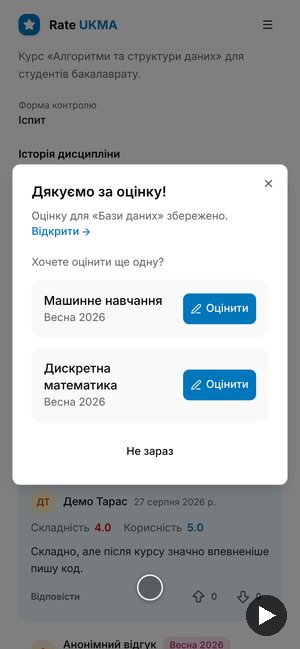 Rate UKMA
Курс «Алгоритми та структури даних» для
студентів бакалаврату.
Форма контролю
Іспит
Історія дисципліни
Дякуємо за оцінку!
Оцінку для «Бази даних» збережено.
Відкрити →
Хочете оцінити ще одну?
Машинне навчання
Весна 2026
Оцінити
Дискретна
математика
Весна 2026
Оцінити
Не зараз
ДТ Демо Тарас 27 серпня 2026 р.
Складність 4.0 Корисність 5.0
Складно, але після курсу значно впевненіше
пишу код.
Відповісти 0 0
Анонімний відгук Весна 2026